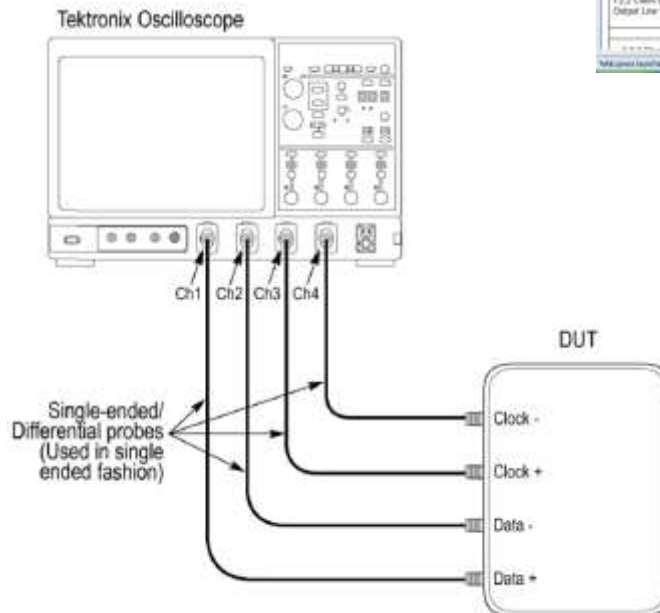 Tektronix Oscilloscope
Ch1
Ch2
Ch3
Ch4
DUT
Single-ended/
Differential probes
(Used in single
ended fashion)
Clock -
Clock +
Data -
Data +